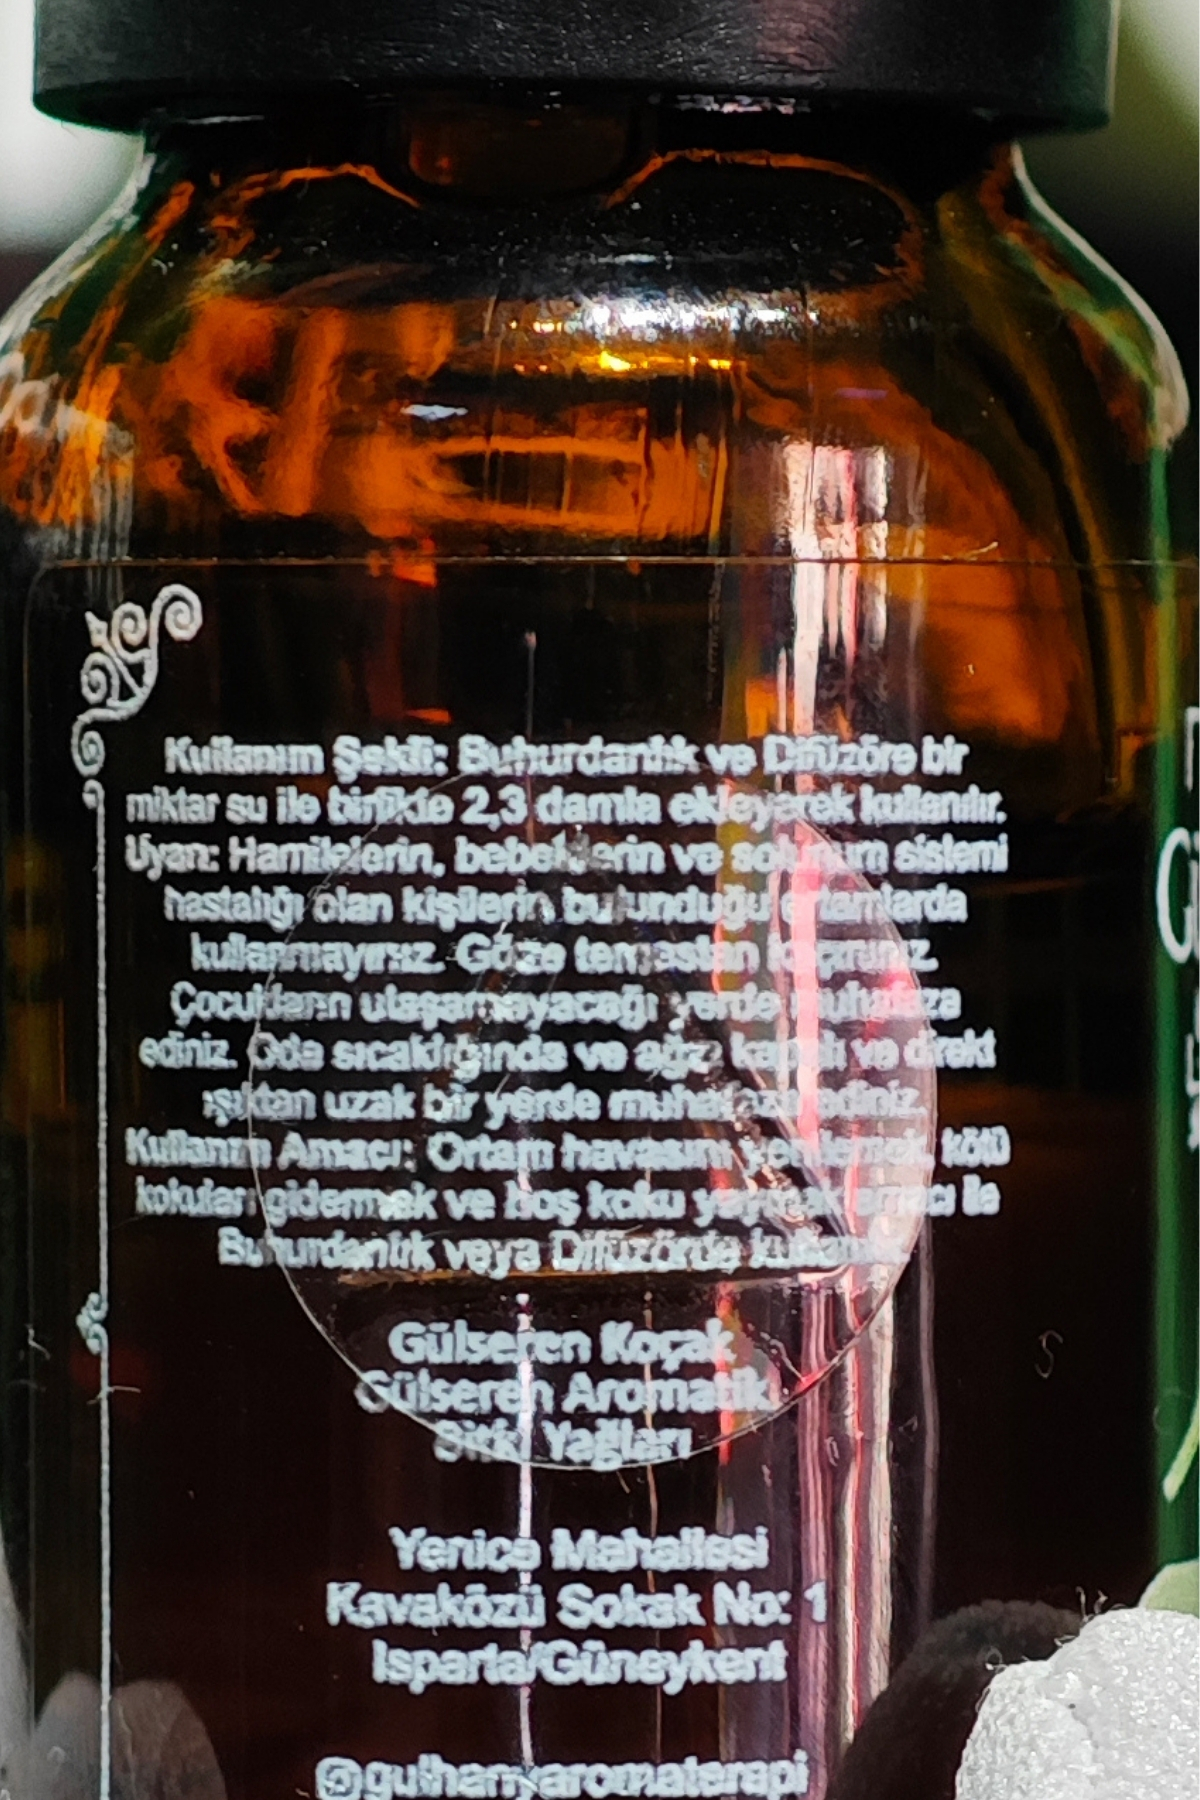 Kullanım Şekli: Buhurdanlık ve Difüzöre bir
miktar su ile birlikte 2,3 damla ekleyerek kullanılır.
Uyarı: Hamilelerin, bebeklerin ve solunum sistemi
hastalığı olan kişilerin bulunduğu ortamlarda
kullanmayınız. Göze temastan kaçınınız.
Çocukların ulaşamayacağı yerde muhafaza
ediniz. Oda sıcaklığında ve ağzı kapalı ve direkt
ışıktan uzak bir yerde muhafaza ediniz.
Kullanım Amacı: Ortam havasını yenilemek, kötü
kokuları gidermek ve hoş koku yaymak amacı ile
Buhurdanlık veya Difüzörde kullanılır.
Gülseren Koçak
Gülseren Aromatik
Bitki Yağları
Yenice Mahallesi
Kavaközü Sokak No: 1
Isparta/Güneykent